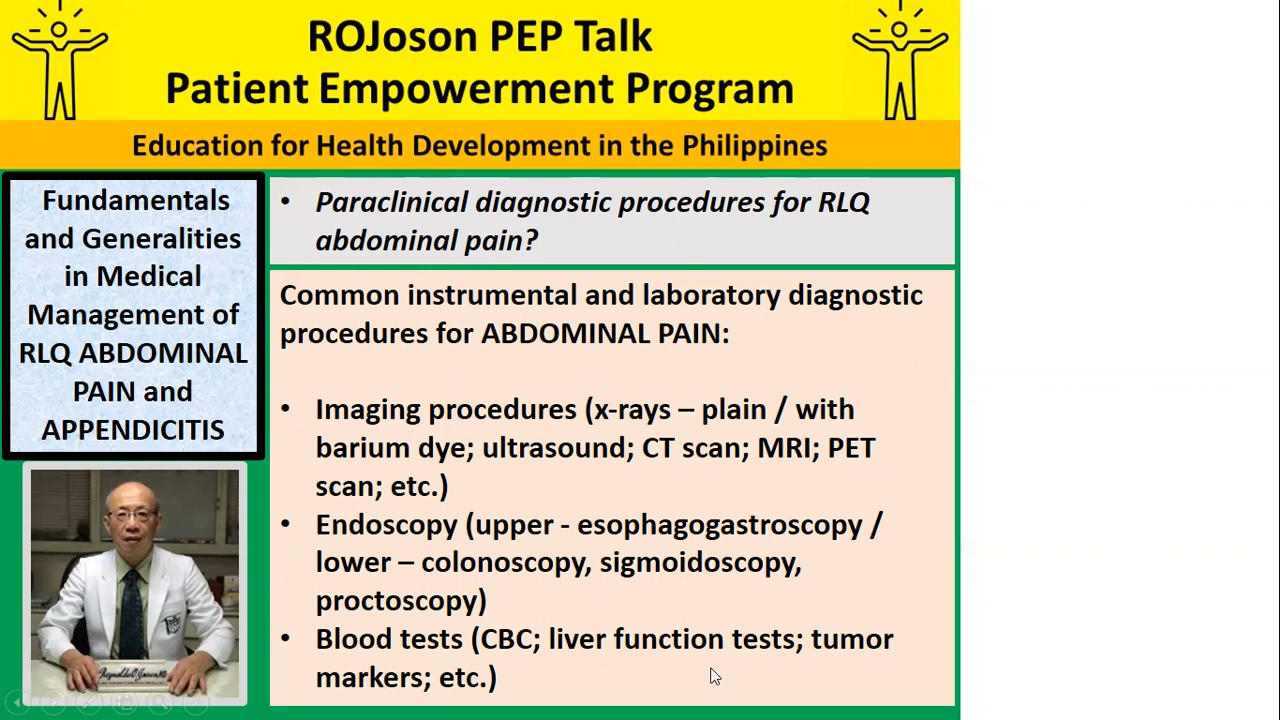 ROJoson PEP Talk
Patient Empowerment Program
Education for Health Development in the Philippines
Fundamentals
and Generalities
in Medical
Management of
RLQ ABDOMINAL
PAIN and
APPENDICITIS
• Paraclinical diagnostic procedures for RLQ
abdominal pain?
Common instrumental and laboratory diagnostic
procedures for ABDOMINAL PAIN:
• Imaging procedures (x-rays – plain / with
barium dye; ultrasound; CT scan; MRI; PET
scan; etc.)
• Endoscopy (upper - esophagogastroscopy /
lower – colonoscopy, sigmoidoscopy,
proctoscopy)
• Blood tests (CBC; liver function tests; tumor
markers; etc.)
Reynaldo O. Joson, MD